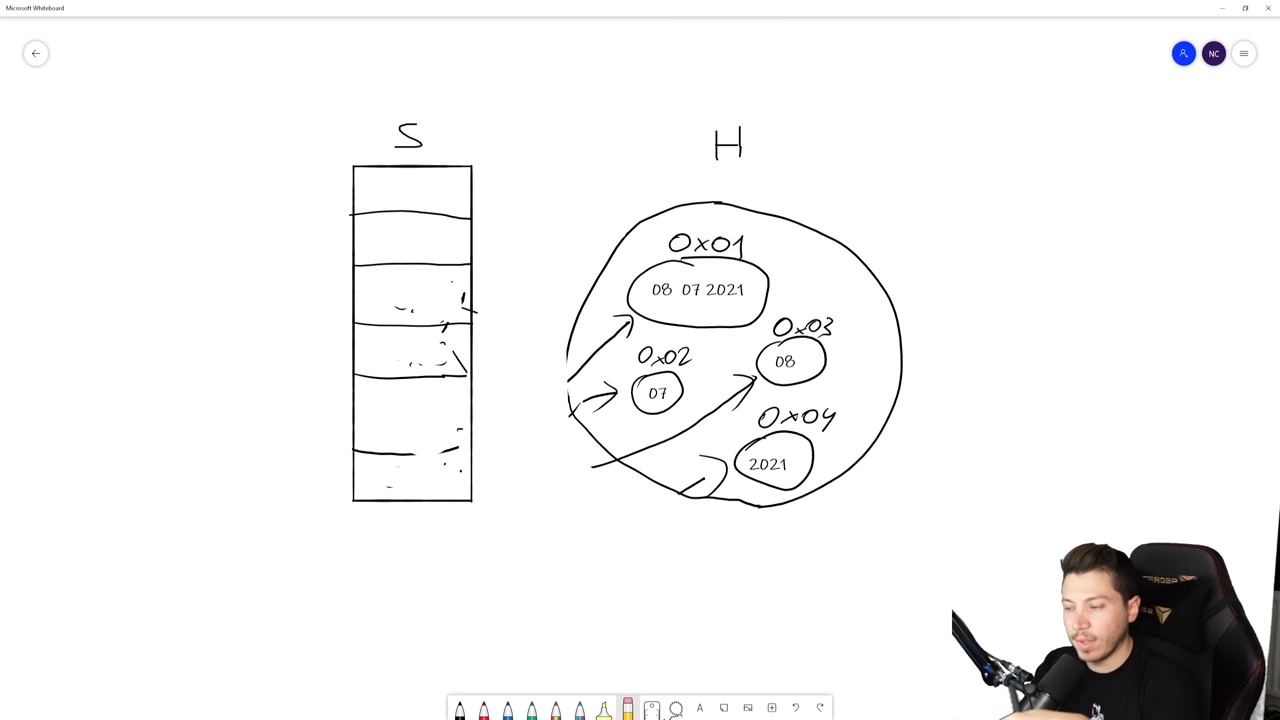 Microsoft Whiteboard
NC
S
H
0x01
08 07 2021
0x03
08
0x02
07
0x04
2021
A